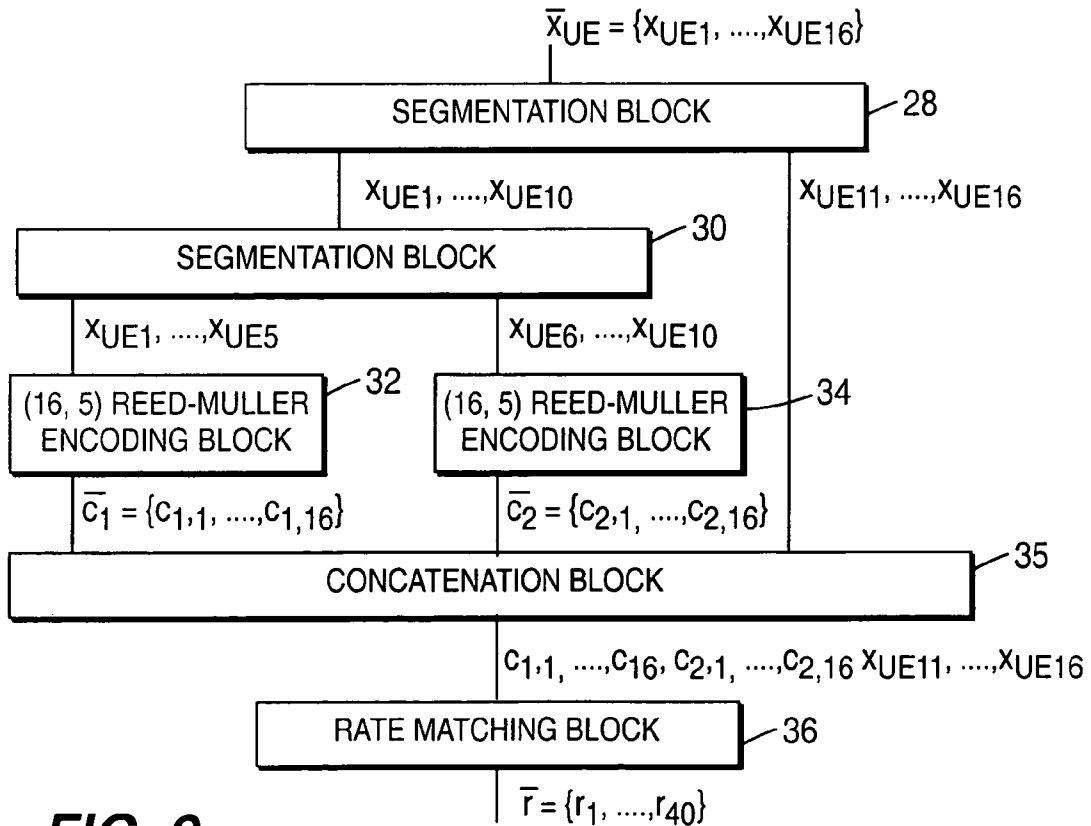 x̅UE = {xUE1, ....,xUE16}
SEGMENTATION BLOCK
28
xUE1, ....,xUE10
xUE11, ....,xUE16
30
SEGMENTATION BLOCK
xUE1, ....,xUE5
xUE6, ....,xUE10
32
34
(16, 5) REED-MULLER
ENCODING BLOCK
(16, 5) REED-MULLER
ENCODING BLOCK
c̅1 = {c1,1, ....,c1,16}
c̅2 = {c2,1, ....,c2,16}
35
CONCATENATION BLOCK
c1,1, ....,c16, c2,1, ....,c2,16 xUE11, ....,xUE16
RATE MATCHING BLOCK
36
r̅ = {r1, ....,r40}